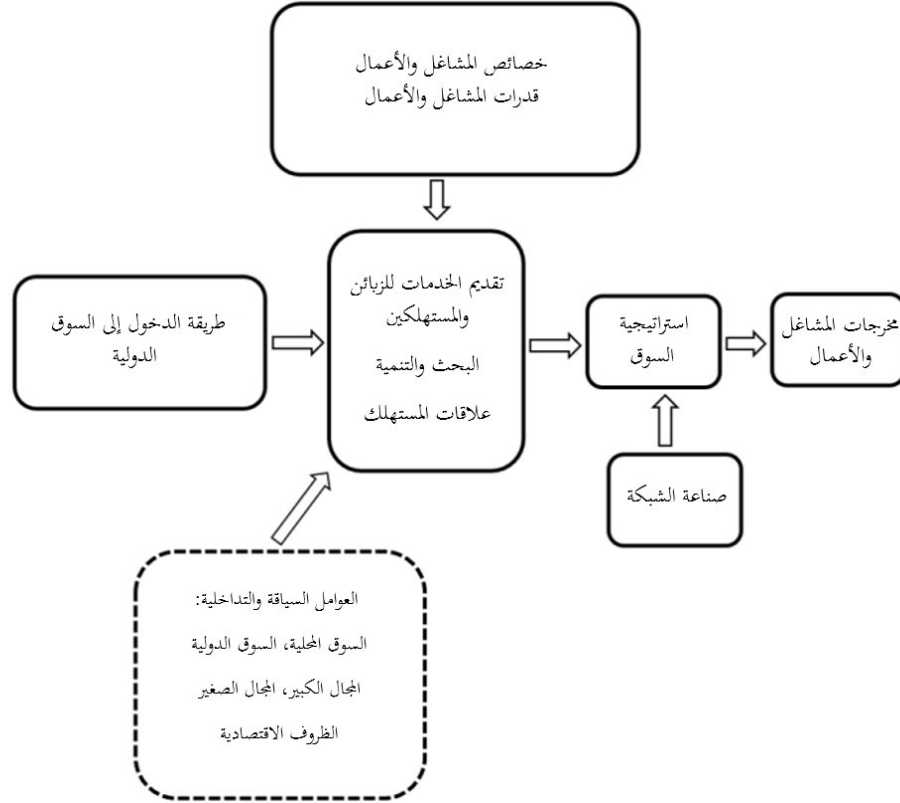 خصائص المشاغل والأعمال
قدرات المشاغل والأعمال
طريقة الدخول إلى السوق
الدولية
تقديم الخدمات للزبائن
والمستهلكين
البحث والتنمية
علاقات المستهلك
استراتيجية
السوق
مخرجات المشاغل
والأعمال
صناعة الشبكة
العوامل السياقة والتداخلية:
السوق المحلية، السوق الدولية
المجال الكبير، المجال الصغير
الظروف الاقتصادية